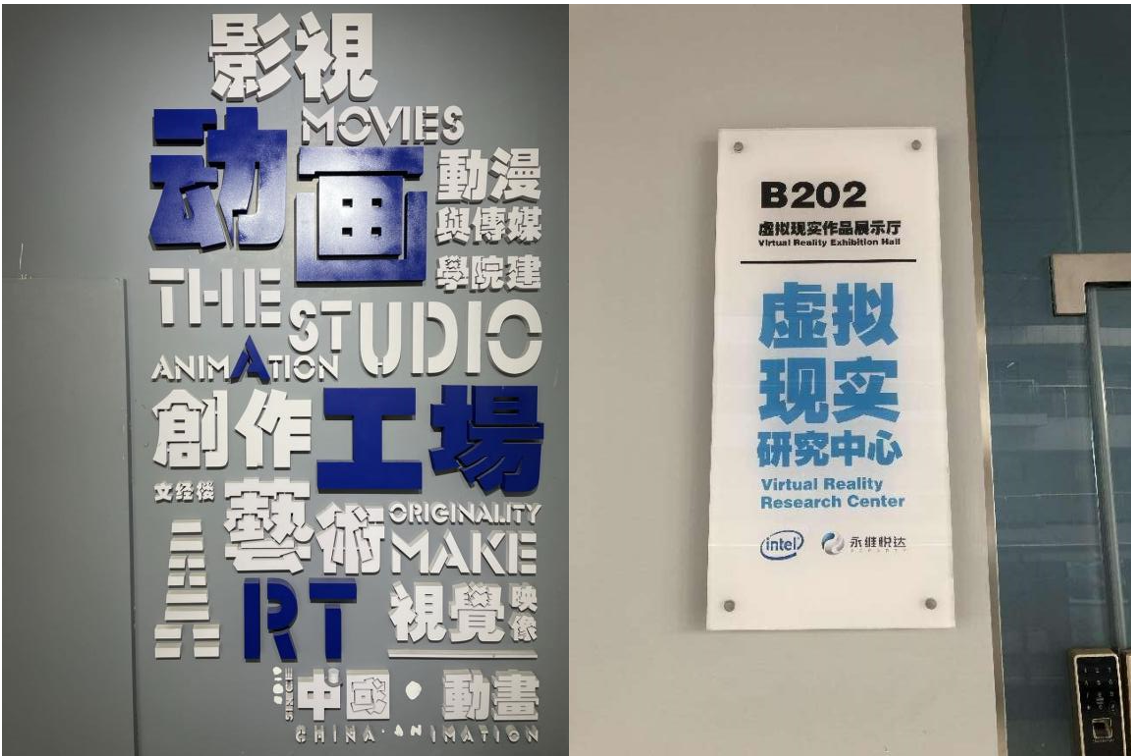 影視
MOVIES
动画
動漫
與傳媒
學院建
THE STUDIO
ANIMATION
創作工場
文经楼
藝術
ORIGINALITY
MAKE
ART
視覺
映像
中國·動畫
CHINA·ANIMATION
B202
虚拟现实作品展示厅
Virtual Reality Exhibition Hall
虚拟
现实
研究中心
Virtual Reality
Research Center
intel
永维悦达